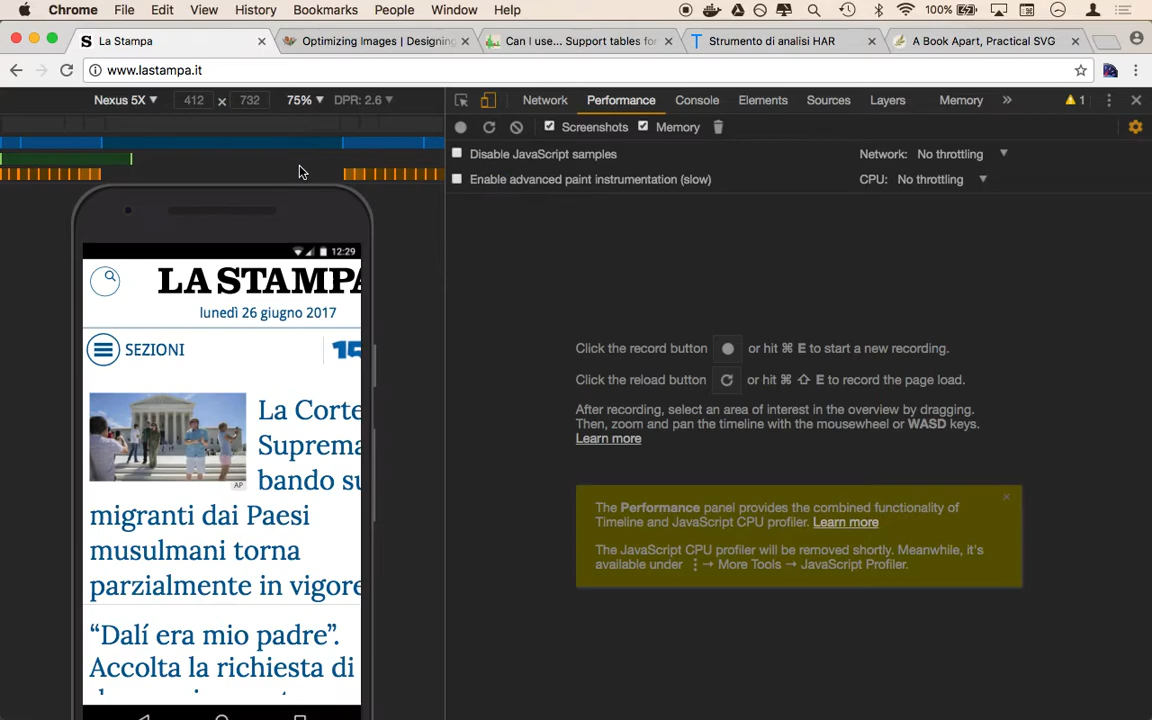 Chrome File Edit View History Bookmarks People Window Help 100%
La Stampa
Optimizing Images | Designing
Can I use... Support tables for
Strumento di analisi HAR
A Book Apart, Practical SVG
www.lastampa.it
Nexus 5X ▼ 412 x 732 75% ▼ DPR: 2.6 ▼
Network Performance Console Elements Sources Layers Memory » 1
Screenshots Memory
Disable JavaScript samples
Network: No throttling ▼
Enable advanced paint instrumentation (slow)
CPU: No throttling ▼
12:29
LA STAMPA
lunedì 26 giugno 2017
SEZIONI
15
AP
La Corte
Suprema
bando su
migranti dai Paesi
musulmani torna
parzialmente in vigore
“Dalí era mio padre”.
Accolta la richiesta di
Click the record button or hit ⌘ E to start a new recording.
Click the reload button or hit ⌘ ⇧ E to record the page load.
After recording, select an area of interest in the overview by dragging.
Then, zoom and pan the timeline with the mousewheel or WASD keys.
Learn more
The Performance panel provides the combined functionality of
Timeline and JavaScript CPU profiler. Learn more
The JavaScript CPU profiler will be removed shortly. Meanwhile, it's
available under ⋮ → More Tools → JavaScript Profiler.